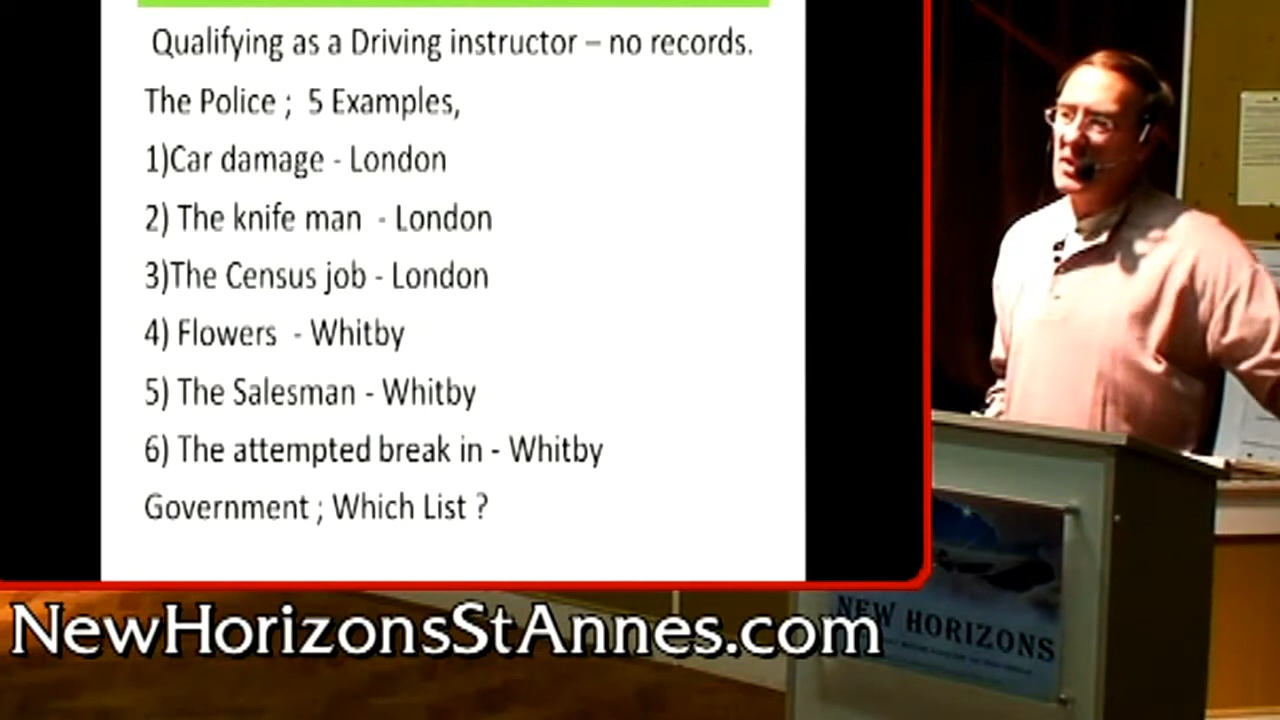 Qualifying as a Driving instructor – no records.
The Police ; 5 Examples,
1)Car damage - London
2) The knife man - London
3)The Census job - London
4) Flowers - Whitby
5) The Salesman - Whitby
6) The attempted break in - Whitby
Government ; Which List ?
NewHorizonsStAnnes.com
NEW HORIZONS